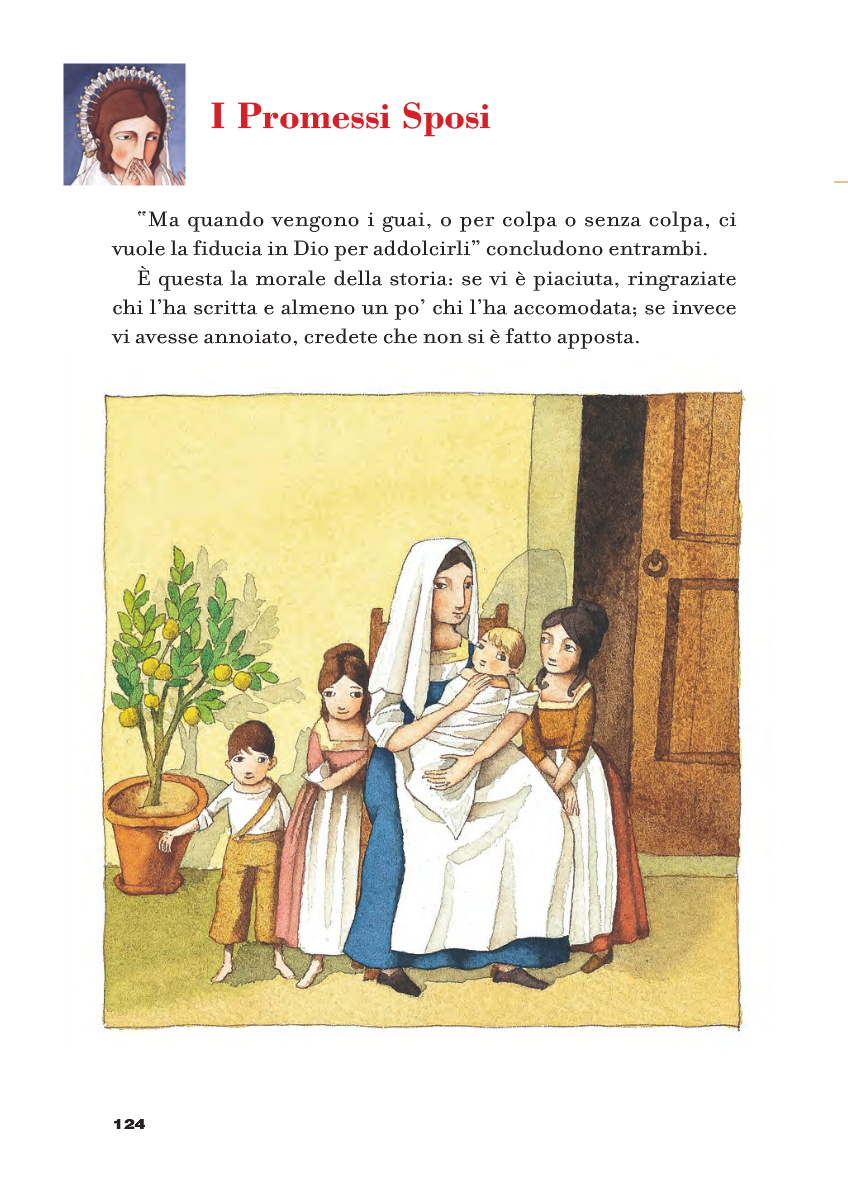 I Promessi Sposi
“Ma quando vengono i guai, o per colpa o senza colpa, ci
vuole la fiducia in Dio per addolcirli” concludono entrambi.
È questa la morale della storia: se vi è piaciuta, ringraziate
chi l’ha scritta e almeno un po’ chi l’ha accomodata; se invece
vi avesse annoiato, credete che non si è fatto apposta.
124